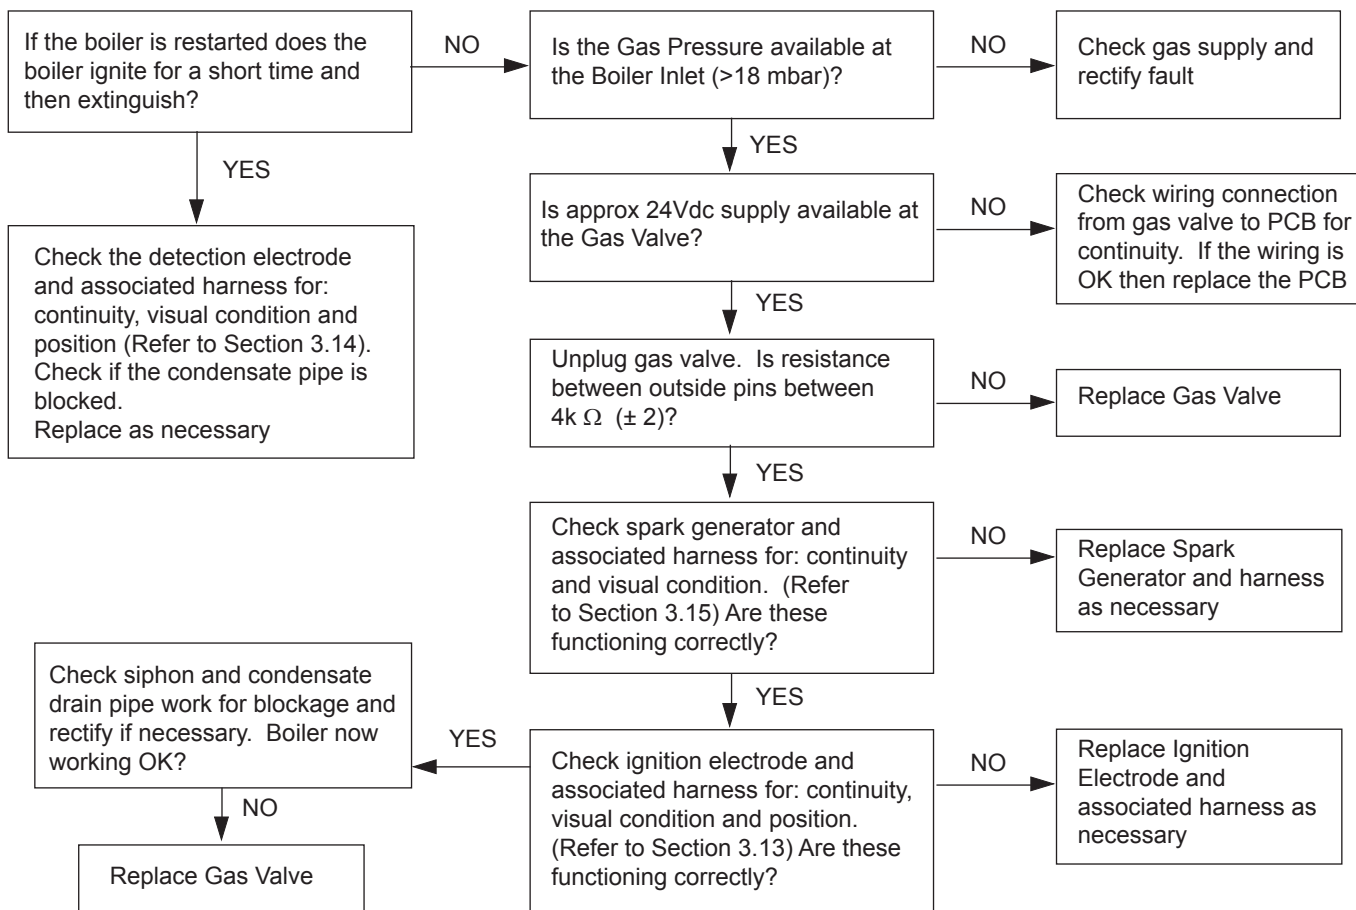 If the boiler is restarted does the
boiler ignite for a short time and
then extinguish?
NO
Is the Gas Pressure available at
the Boiler Inlet (>18 mbar)?
NO
Check gas supply and
rectify fault
YES
YES
Check the detection electrode
and associated harness for:
continuity, visual condition and
position (Refer to Section 3.14).
Check if the condensate pipe is
blocked.
Replace as necessary
Is approx 24Vdc supply available at
the Gas Valve?
NO
Check wiring connection
from gas valve to PCB for
continuity.  If the wiring is
OK then replace the PCB
YES
Unplug gas valve.  Is resistance
between outside pins between
4k Ω  (± 2)?
NO
Replace Gas Valve
YES
Check spark generator and
associated harness for: continuity
and visual condition.  (Refer
to Section 3.15) Are these
functioning correctly?
NO
Replace Spark
Generator and harness
as necessary
YES
Check ignition electrode and
associated harness for: continuity,
visual condition and position.
(Refer to Section 3.13) Are these
functioning correctly?
NO
Replace Ignition
Electrode and
associated harness as
necessary
YES
Check siphon and condensate
drain pipe work for blockage and
rectify if necessary.  Boiler now
working OK?
NO
Replace Gas Valve